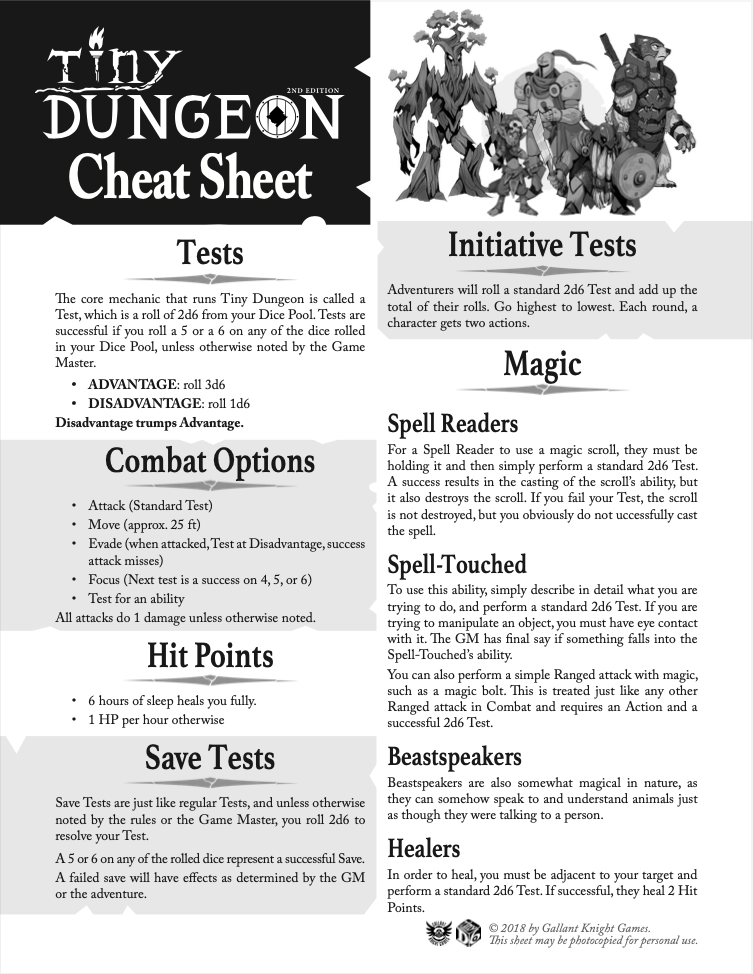 Tiny
2ND EDITION
DUNGEON
Cheat Sheet
Tests
The core mechanic that runs Tiny Dungeon is called a
Test, which is a roll of 2d6 from your Dice Pool. Tests are
successful if you roll a 5 or a 6 on any of the dice rolled
in your Dice Pool, unless otherwise noted by the Game
Master.
• ADVANTAGE: roll 3d6
• DISADVANTAGE: roll 1d6
Disadvantage trumps Advantage.
Combat Options
• Attack (Standard Test)
• Move (approx. 25 ft)
• Evade (when attacked, Test at Disadvantage, success
attack misses)
• Focus (Next test is a success on 4, 5, or 6)
• Test for an ability
All attacks do 1 damage unless otherwise noted.
Hit Points
• 6 hours of sleep heals you fully.
• 1 HP per hour otherwise
Save Tests
Save Tests are just like regular Tests, and unless otherwise
noted by the rules or the Game Master, you roll 2d6 to
resolve your Test.
A 5 or 6 on any of the rolled dice represent a successful Save.
A failed save will have effects as determined by the GM
or the adventure.
Initiative Tests
Adventurers will roll a standard 2d6 Test and add up the
total of their rolls. Go highest to lowest. Each round, a
character gets two actions.
Magic
Spell Readers
For a Spell Reader to use a magic scroll, they must be
holding it and then simply perform a standard 2d6 Test.
A success results in the casting of the scroll's ability, but
it also destroys the scroll. If you fail your Test, the scroll
is not destroyed, but you obviously do not uccessfully cast
the spell.
Spell-Touched
To use this ability, simply describe in detail what you are
trying to do, and perform a standard 2d6 Test. If you are
trying to manipulate an object, you must have eye contact
with it. The GM has final say if something falls into the
Spell-Touched's ability.
You can also perform a simple Ranged attack with magic,
such as a magic bolt. This is treated just like any other
Ranged attack in Combat and requires an Action and a
successful 2d6 Test.
Beastspeakers
Beastspeakers are also somewhat magical in nature, as
they can somehow speak to and understand animals just
as though they were talking to a person.
Healers
In order to heal, you must be adjacent to your target and
perform a standard 2d6 Test. If successful, they heal 2 Hit
Points.
© 2018 by Gallant Knight Games.
This sheet may be photocopied for personal use.